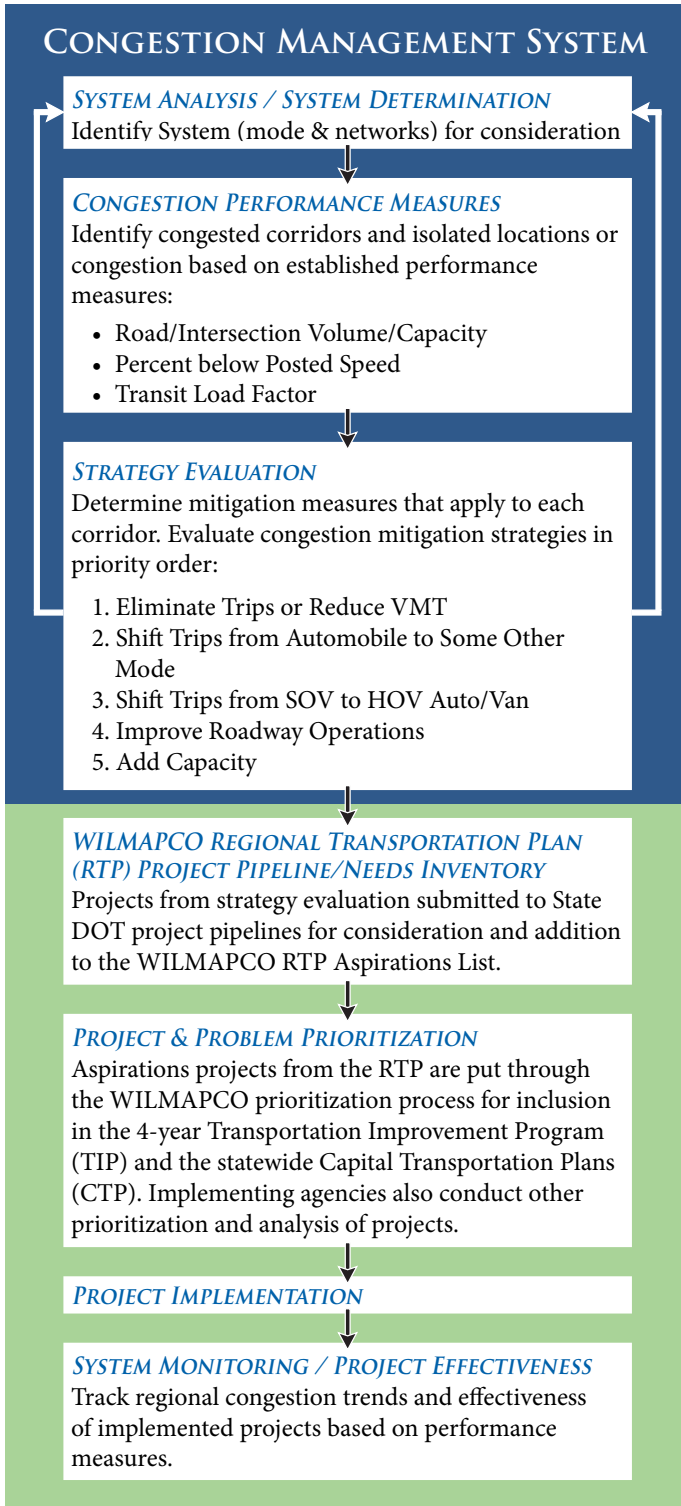 CONGESTION MANAGEMENT SYSTEM
SYSTEM ANALYSIS / SYSTEM DETERMINATION
Identify System (mode & networks) for consideration
CONGESTION PERFORMANCE MEASURES
Identify congested corridors and isolated locations or
congestion based on established performance
measures:
• Road/Intersection Volume/Capacity
• Percent below Posted Speed
• Transit Load Factor
STRATEGY EVALUATION
Determine mitigation measures that apply to each
corridor. Evaluate congestion mitigation strategies in
priority order:
1. Eliminate Trips or Reduce VMT
2. Shift Trips from Automobile to Some Other
Mode
3. Shift Trips from SOV to HOV Auto/Van
4. Improve Roadway Operations
5. Add Capacity
WILMAPCO REGIONAL TRANSPORTATION PLAN
(RTP) PROJECT PIPELINE/NEEDS INVENTORY
Projects from strategy evaluation submitted to State
DOT project pipelines for consideration and addition
to the WILMAPCO RTP Aspirations List.
PROJECT & PROBLEM PRIORITIZATION
Aspirations projects from the RTP are put through
the WILMAPCO prioritization process for inclusion
in the 4-year Transportation Improvement Program
(TIP) and the statewide Capital Transportation Plans
(CTP). Implementing agencies also conduct other
prioritization and analysis of projects.
PROJECT IMPLEMENTATION
SYSTEM MONITORING / PROJECT EFFECTIVENESS
Track regional congestion trends and effectiveness
of implemented projects based on performance
measures.